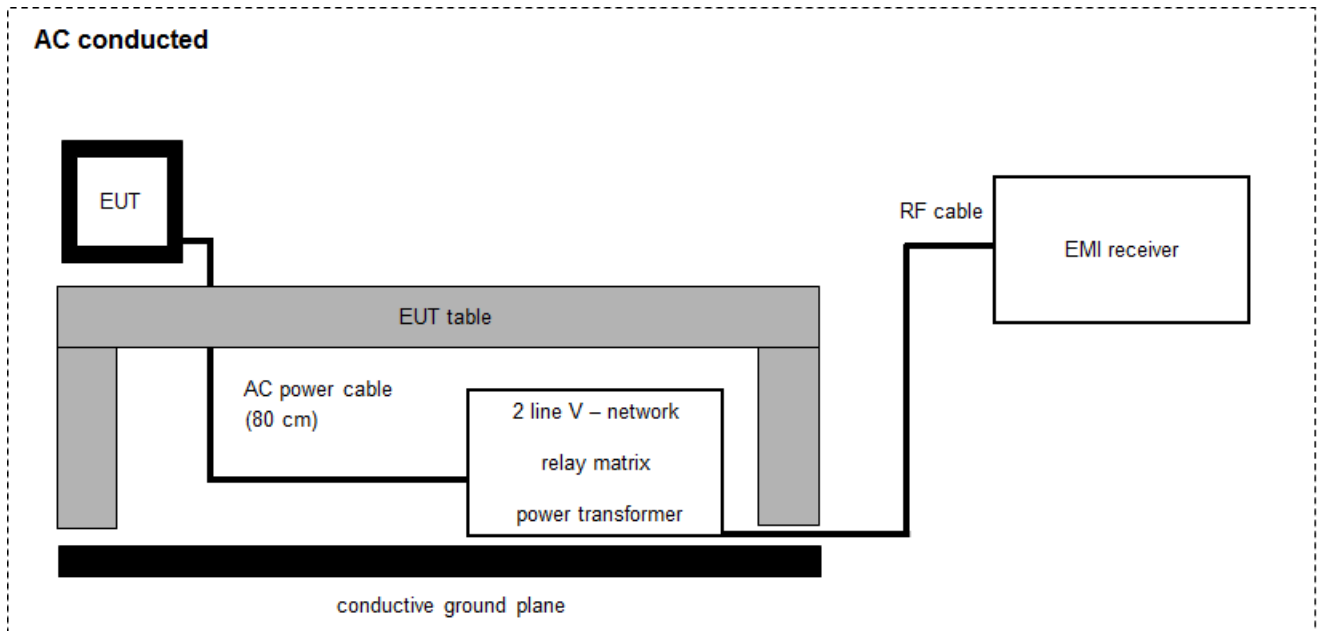 AC conducted
EUT
RF cable
EMI receiver
EUT table
AC power cable
(80 cm)
2 line V – network
relay matrix
power transformer
conductive ground plane